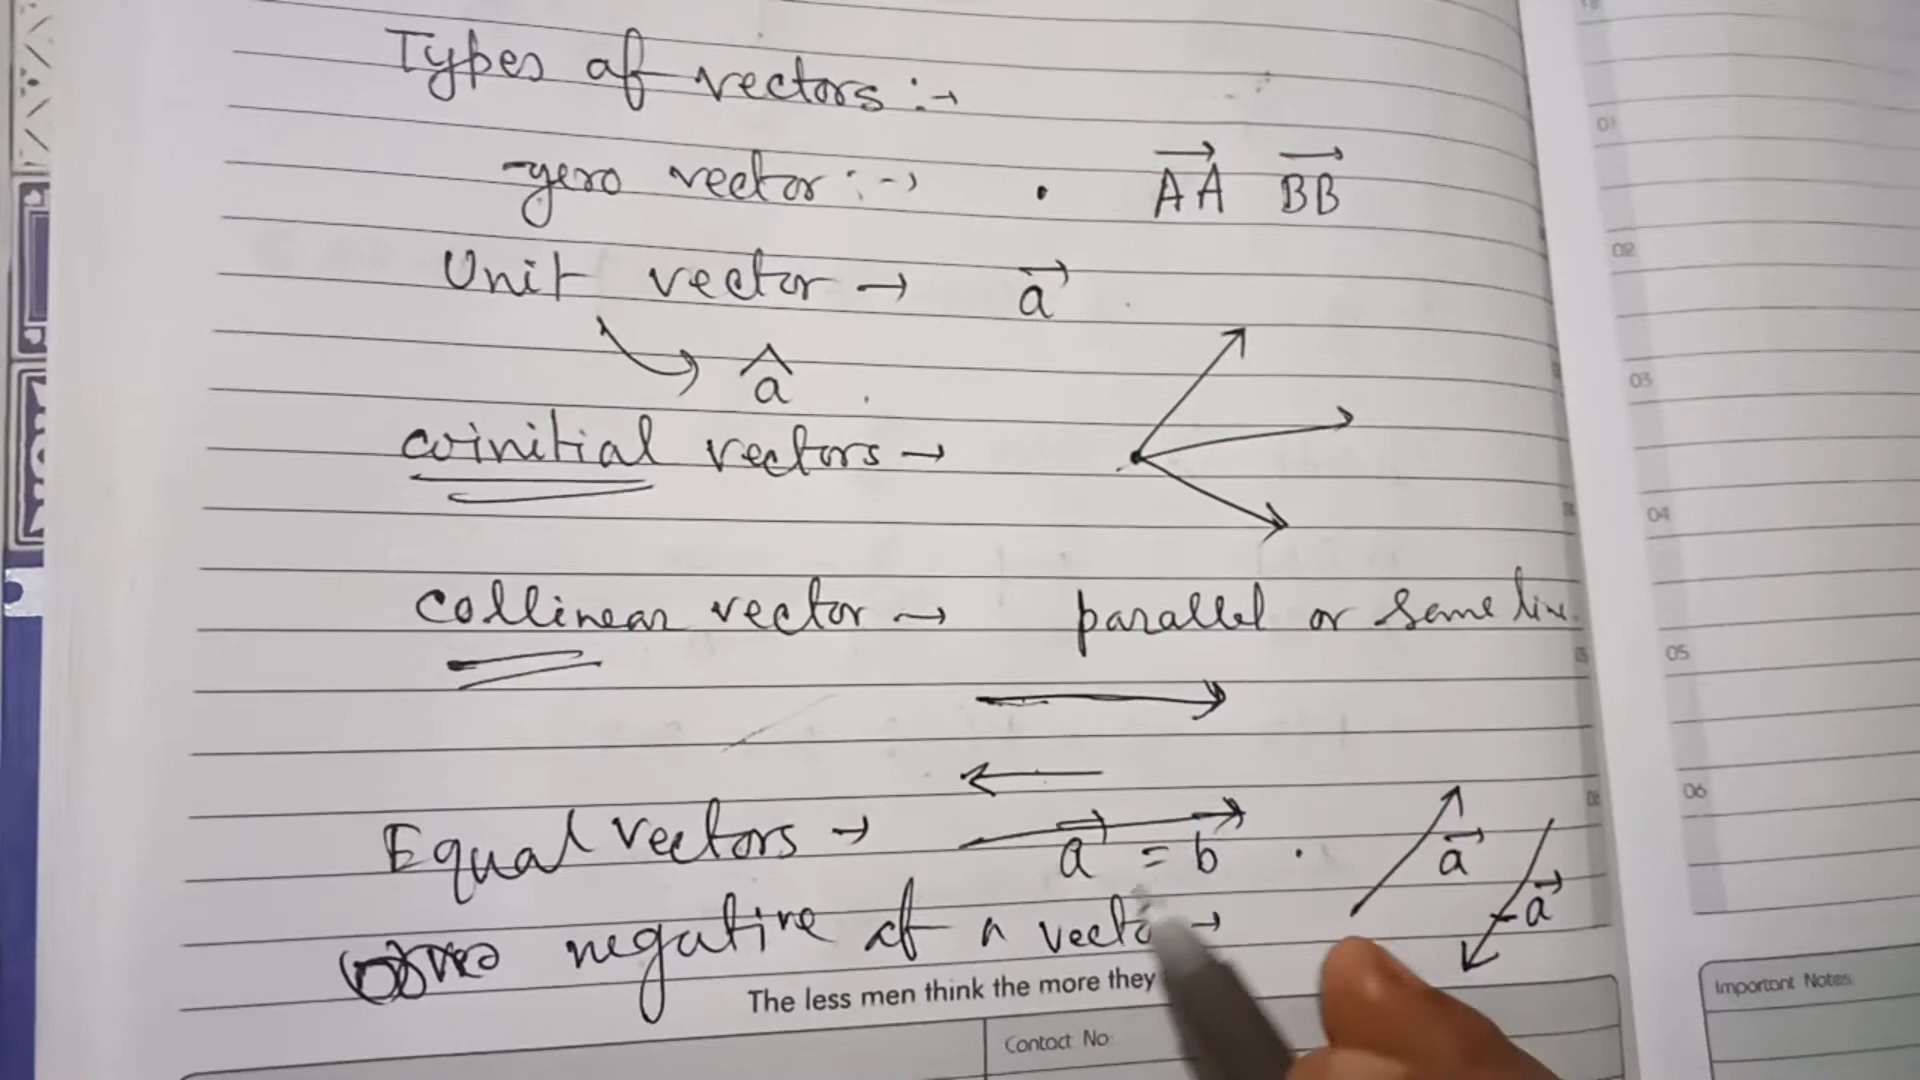 Types of vectors :→
zero vector :→ . AA BB
Unit vector → a
a
coinitial vectors →
collinear vector → parallel or same line
Equal vectors → a = b . a
negative of a vector → -a
The less men think the more they
Contact No
Important Notes:
01
02
03
04
05
06